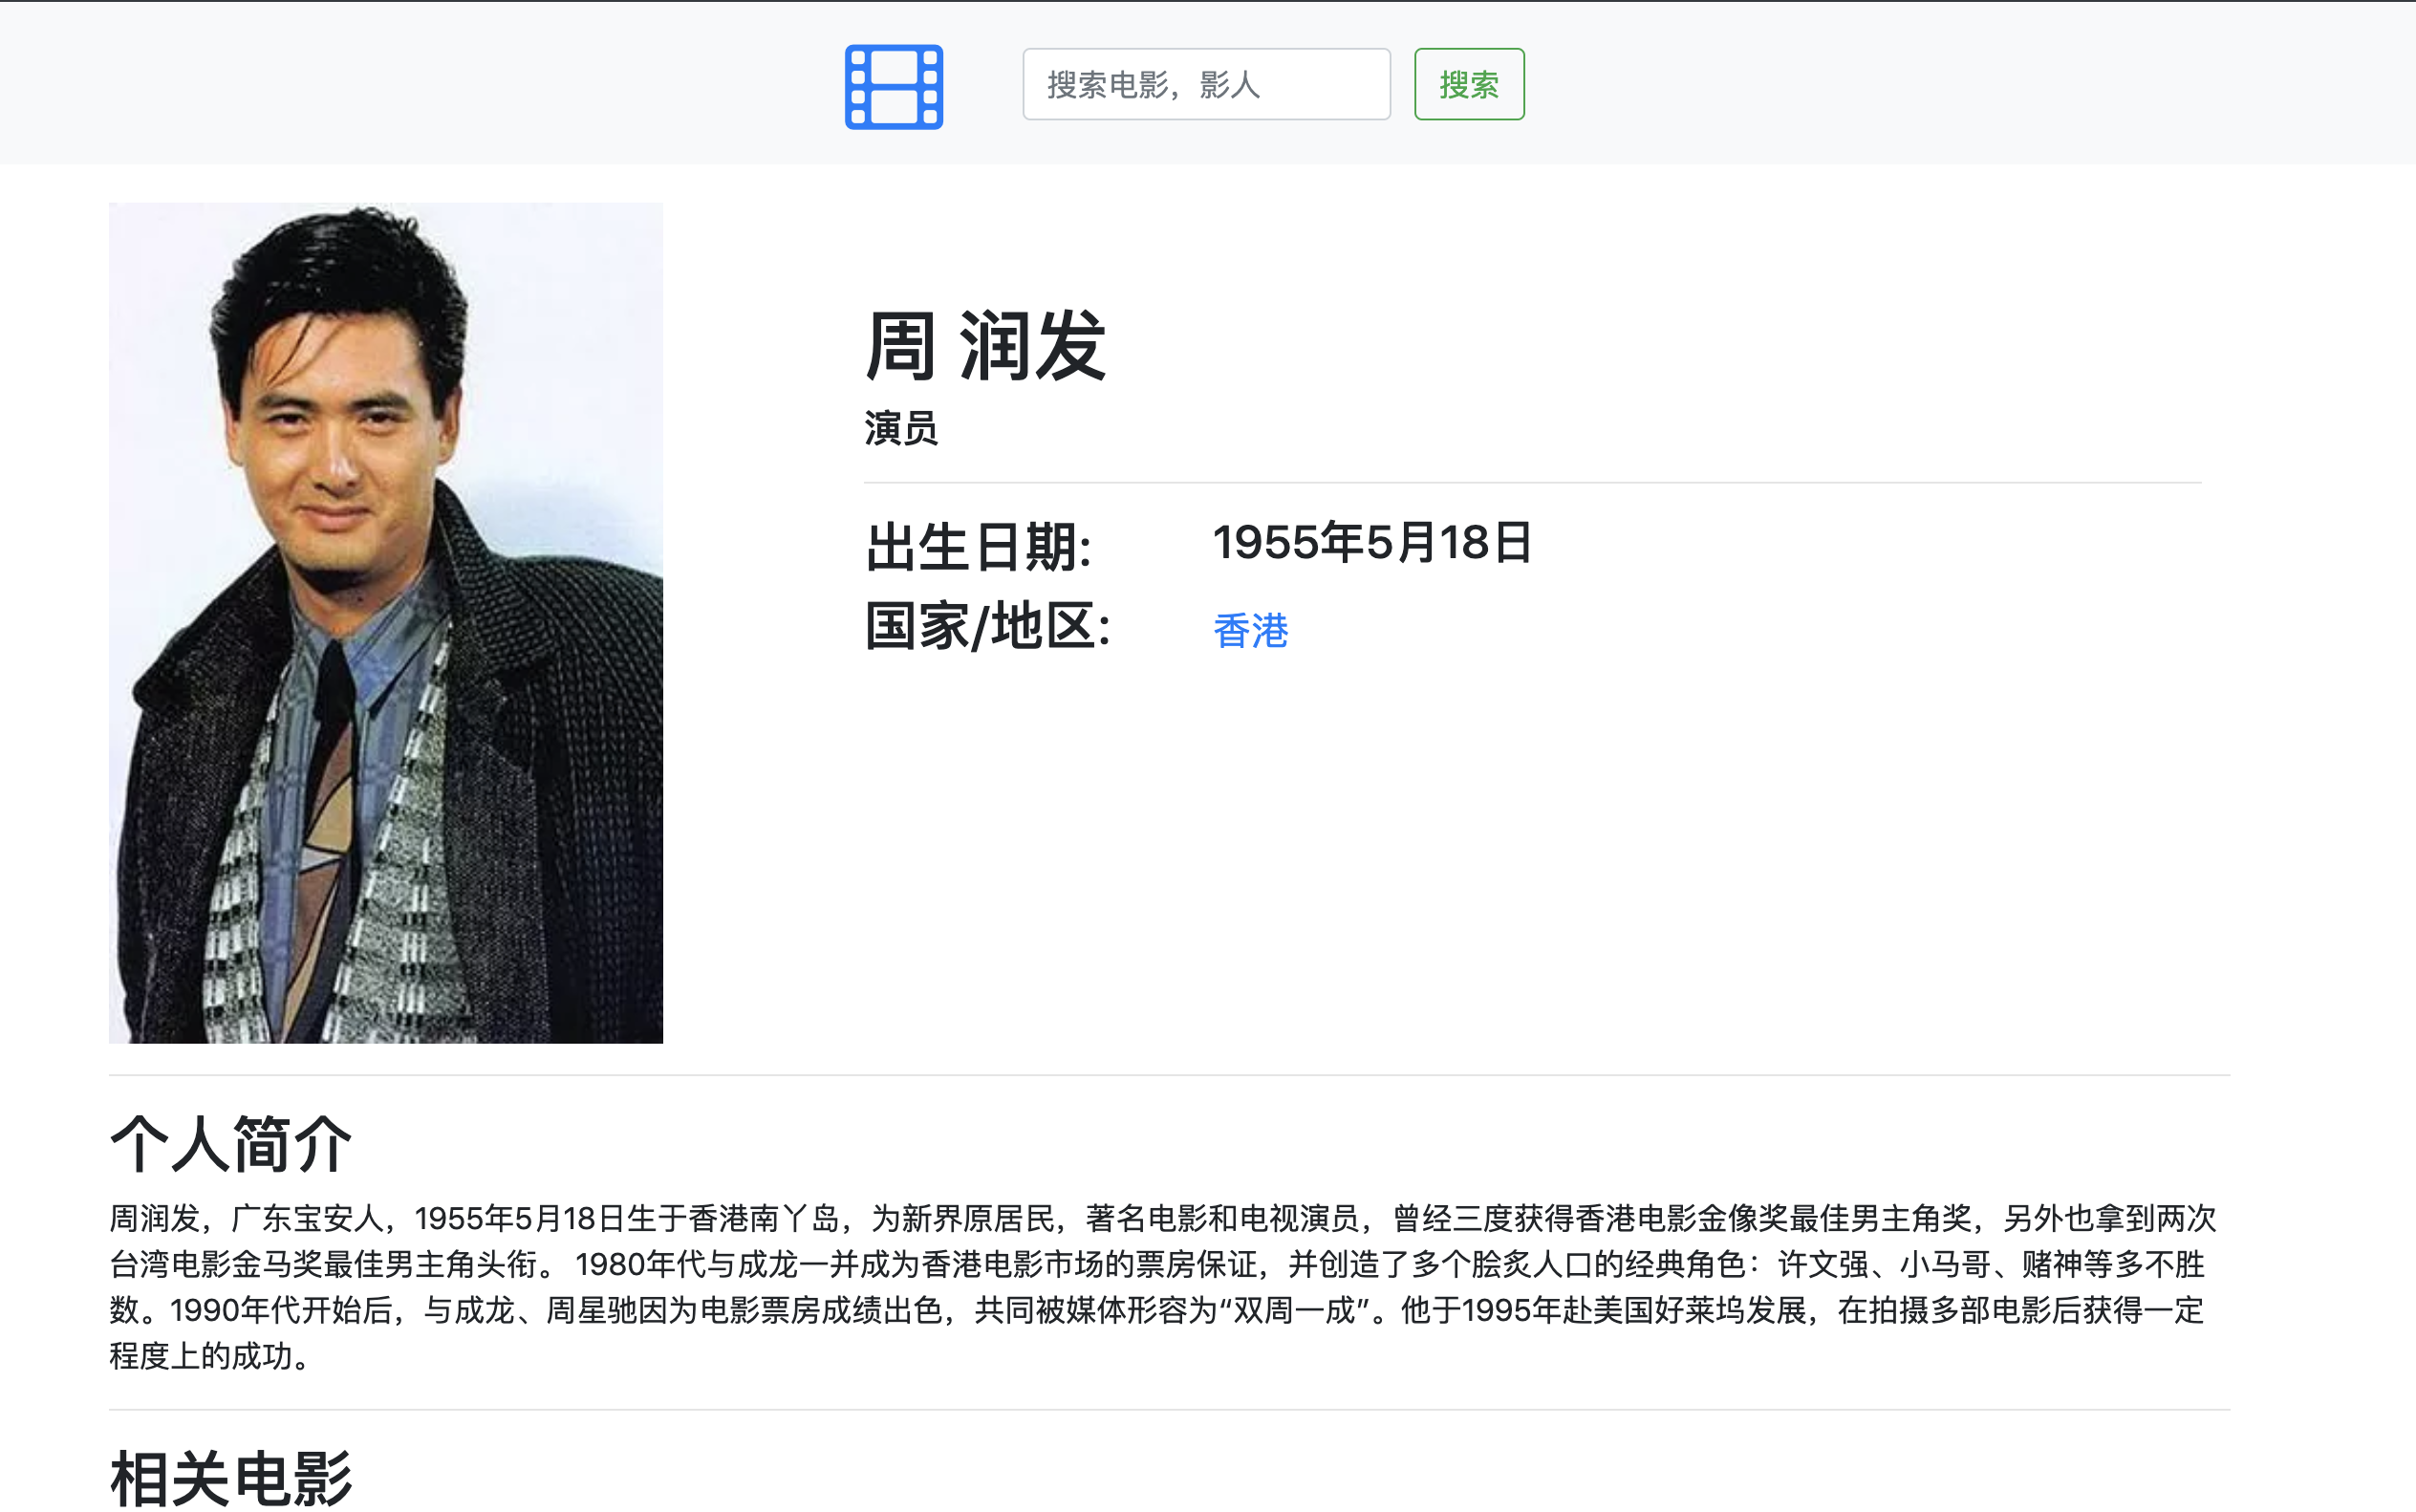 搜索电影，影人
搜索
周 润发
演员
出生日期:
1955年5月18日
国家/地区:
香港
个人简介
周润发，广东宝安人，1955年5月18日生于香港南丫岛，为新界原居民，著名电影和电视演员，曾经三度获得香港电影金像奖最佳男主角奖，另外也拿到两次
台湾电影金马奖最佳男主角头衔。 1980年代与成龙一并成为香港电影市场的票房保证，并创造了多个脍炙人口的经典角色：许文强、小马哥、赌神等多不胜
数。1990年代开始后，与成龙、周星驰因为电影票房成绩出色，共同被媒体形容为“双周一成”。他于1995年赴美国好莱坞发展，在拍摄多部电影后获得一定
程度上的成功。
相关电影